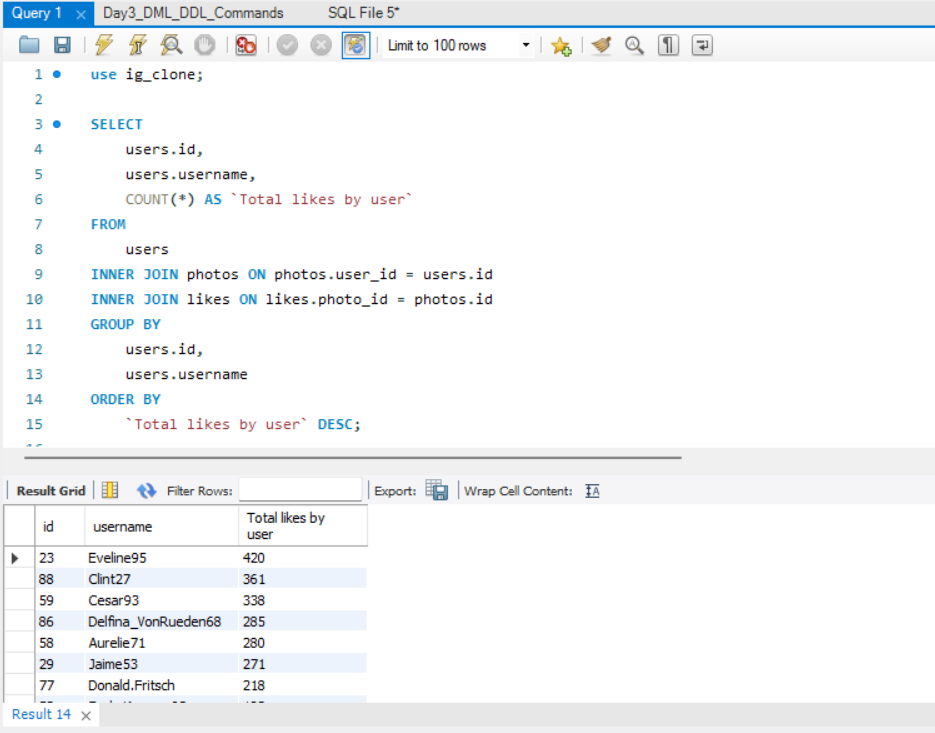 Query 1 × Day3_DML_DDL_Commands SQL File 5*
Limit to 100 rows
1 use ig_clone;
2
3 SELECT
4 users.id,
5 users.username,
6 COUNT(*) AS `Total likes by user`
7 FROM
8 users
9 INNER JOIN photos ON photos.user_id = users.id
10 INNER JOIN likes ON likes.photo_id = photos.id
11 GROUP BY
12 users.id,
13 users.username
14 ORDER BY
15 `Total likes by user` DESC;
Result Grid Filter Rows: Export: Wrap Cell Content: IA
id username Total likes by
user
23 Eveline95 420
88 Clint27 361
59 Cesar93 338
86 Delfina_VonRueden68 285
58 Aurelie71 280
29 Jaime53 271
77 Donald.Fritsch 218
Result 14 ×